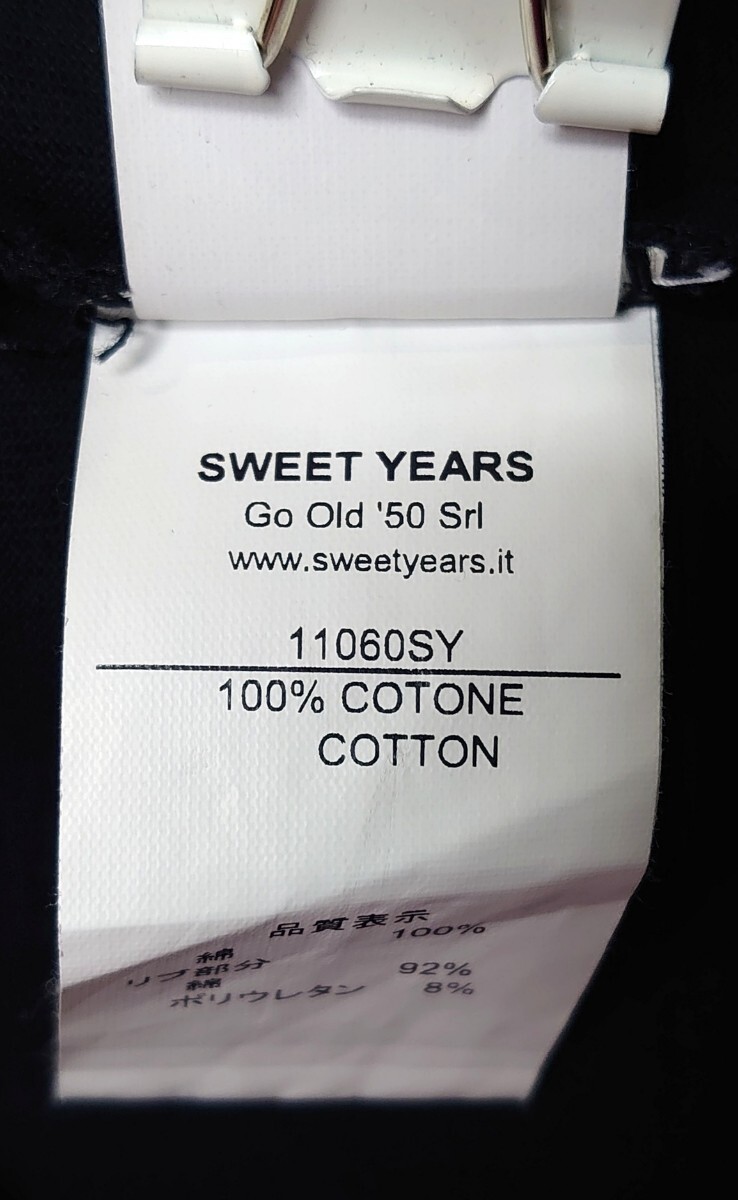 SWEET YEARS
Go Old '50 Srl
www.sweetyears.it
11060SY
100% COTONE
COTTON
品質表示
綿 100%
リブ部分
綿 92%
ポリウレタン 8%